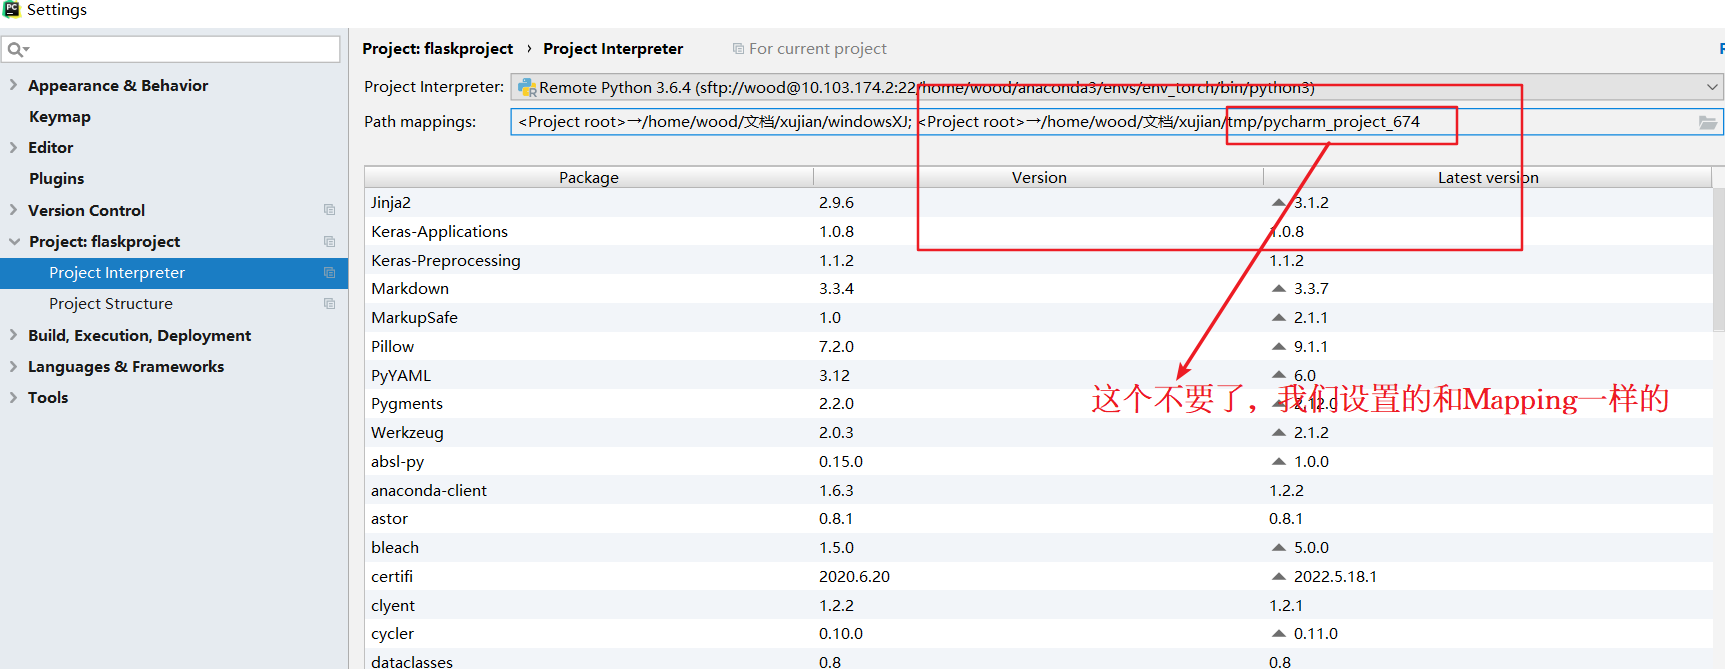 Settings
Project: flaskproject › Project Interpreter For current project
Appearance & Behavior
Keymap
Editor
Plugins
Version Control
Project: flaskproject
Project Interpreter
Project Structure
Build, Execution, Deployment
Languages & Frameworks
Tools
Project Interpreter: Remote Python 3.6.4 (sftp://wood@10.103.174.2:22/home/wood/anaconda3/envs/env_torch/bin/python3)
Path mappings: <Project root>→/home/wood/文档/xujian/windowsXJ; <Project root>→/home/wood/文档/xujian/tmp/pycharm_project_674
Package Version Latest version
Jinja2 2.9.6 3.1.2
Keras-Applications 1.0.8 1.0.8
Keras-Preprocessing 1.1.2 1.1.2
Markdown 3.3.4 3.3.7
MarkupSafe 1.0 2.1.1
Pillow 7.2.0 9.1.1
PyYAML 3.12 6.0
Pygments 2.2.0 2.12.0
这个不要了，我们设置的和Mapping一样的
Werkzeug 2.0.3 2.1.2
absl-py 0.15.0 1.0.0
anaconda-client 1.6.3 1.2.2
astor 0.8.1 0.8.1
bleach 1.5.0 5.0.0
certifi 2020.6.20 2022.5.18.1
clyent 1.2.2 1.2.1
cycler 0.10.0 0.11.0
dataclasses 0.8 0.8